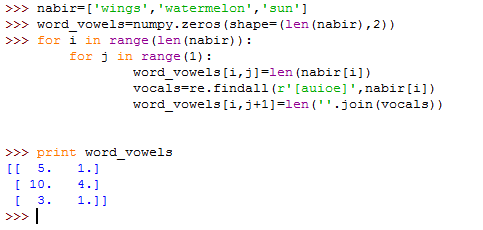 >>> nabir=['wings','watermelon','sun']
>>> word_vowels=numpy.zeros(shape=(len(nabir),2))
>>> for i in range(len(nabir)):
        for j in range(1):
                word_vowels[i,j]=len(nabir[i])
                vocals=re.findall(r'[auioe]',nabir[i])
                word_vowels[i,j+1]=len(''.join(vocals))
>>> print word_vowels
[[  5.   1.]
 [ 10.   4.]
 [  3.   1.]]
>>>